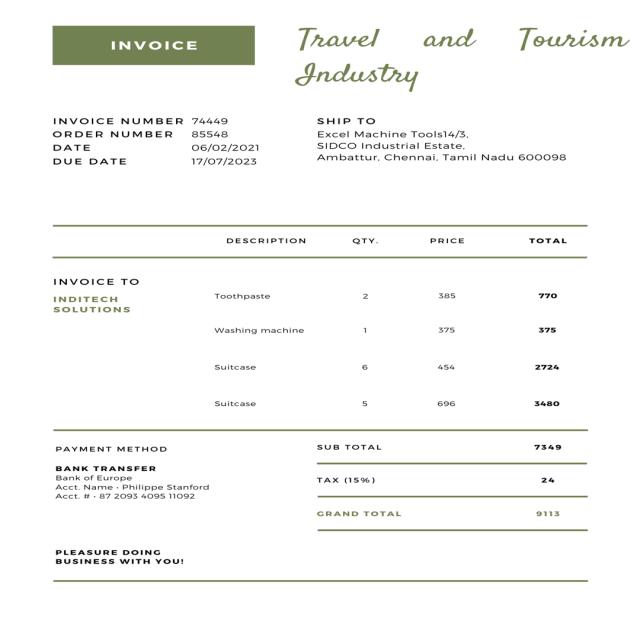 INVOICE
Travel and Tourism
Industry
INVOICE NUMBER 74449
ORDER NUMBER 85548
DATE 06/02/2021
DUE DATE 17/07/2023
SHIP TO
Excel Machine Tools14/3,
SIDCO Industrial Estate,
Ambattur, Chennai, Tamil Nadu 600098
DESCRIPTION QTY. PRICE TOTAL
INVOICE TO
INDITECH
SOLUTIONS
Toothpaste 2 385 770
Washing machine 1 375 375
Suitcase 6 454 2724
Suitcase 5 696 3480
PAYMENT METHOD
BANK TRANSFER
Bank of Europe
Acct. Name - Philippe Stanford
Acct. # - 87 2093 4095 11092
SUB TOTAL 7349
TAX (15%) 24
GRAND TOTAL 9113
PLEASURE DOING
BUSINESS WITH YOU!